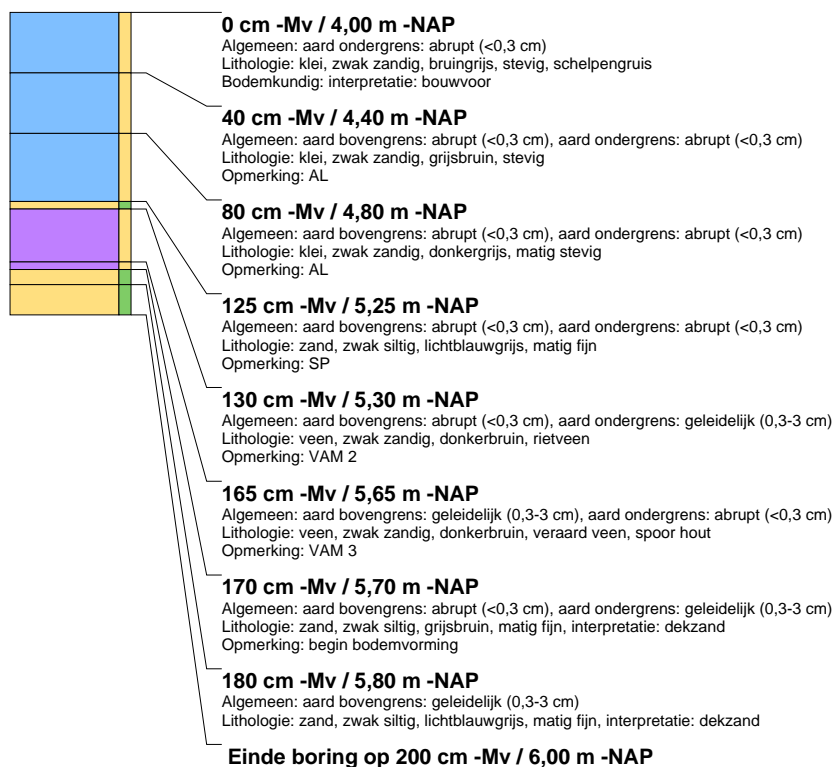 0 cm -Mv / 4,00 m -NAP
Algemeen: aard ondergrens: abrupt (<0,3 cm)
Lithologie: klei, zwak zandig, bruingrijs, stevig, schelpengruis
Bodemkundig: interpretatie: bouwvoor
40 cm -Mv / 4,40 m -NAP
Algemeen: aard bovengrens: abrupt (<0,3 cm), aard ondergrens: abrupt (<0,3 cm)
Lithologie: klei, zwak zandig, grijsbruin, stevig
Opmerking: AL
80 cm -Mv / 4,80 m -NAP
Algemeen: aard bovengrens: abrupt (<0,3 cm), aard ondergrens: abrupt (<0,3 cm)
Lithologie: klei, zwak zandig, donkergrijs, matig stevig
Opmerking: AL
125 cm -Mv / 5,25 m -NAP
Algemeen: aard bovengrens: abrupt (<0,3 cm), aard ondergrens: abrupt (<0,3 cm)
Lithologie: zand, zwak siltig, lichtblauwgrijs, matig fijn
Opmerking: SP
130 cm -Mv / 5,30 m -NAP
Algemeen: aard bovengrens: abrupt (<0,3 cm), aard ondergrens: geleidelijk (0,3-3 cm)
Lithologie: veen, zwak zandig, donkerbruin, rietveen
Opmerking: VAM 2
165 cm -Mv / 5,65 m -NAP
Algemeen: aard bovengrens: geleidelijk (0,3-3 cm), aard ondergrens: abrupt (<0,3 cm)
Lithologie: veen, zwak zandig, donkerbruin, veraard veen, spoor hout
Opmerking: VAM 3
170 cm -Mv / 5,70 m -NAP
Algemeen: aard bovengrens: abrupt (<0,3 cm), aard ondergrens: geleidelijk (0,3-3 cm)
Lithologie: zand, zwak siltig, grijsbruin, matig fijn, interpretatie: dekzand
Opmerking: begin bodemvorming
180 cm -Mv / 5,80 m -NAP
Algemeen: aard bovengrens: geleidelijk (0,3-3 cm)
Lithologie: zand, zwak siltig, lichtblauwgrijs, matig fijn, interpretatie: dekzand
Einde boring op 200 cm -Mv / 6,00 m -NAP